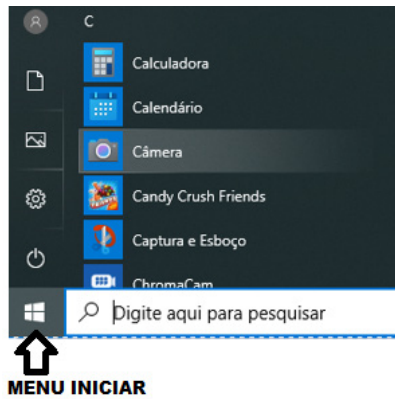 C
Calculadora
Calendário
Câmera
Candy Crush Friends
Captura e Esboço
ChromaCam
Digite aqui para pesquisar
MENU INICIAR